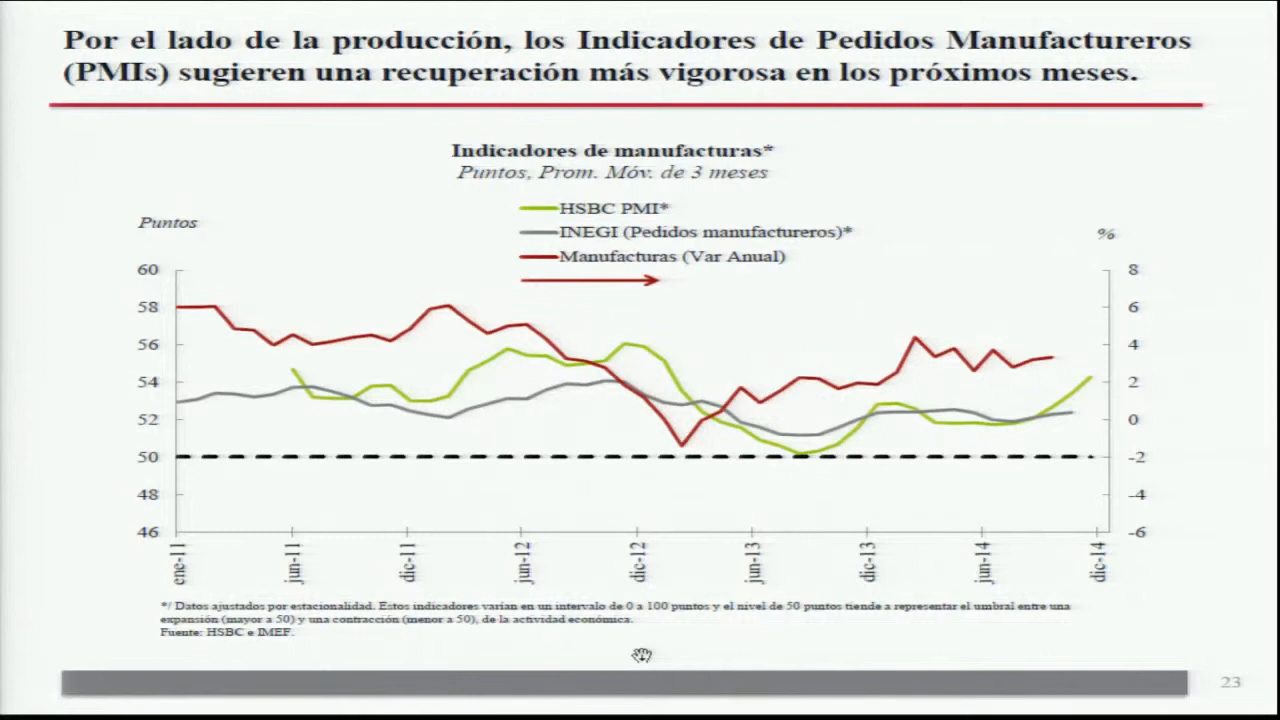 Por el lado de la producción, los Indicadores de Pedidos Manufactureros
(PMIs) sugieren una recuperación más vigorosa en los próximos meses.
Indicadores de manufacturas*
Puntos, Prom. Móv. de 3 meses
HSBC PMI*
Puntos
INEGI (Pedidos manufactureros)*
%
Manufacturas (Var Anual)
60
8
58
6
56
4
54
2
52
0
50
-2
48
-4
46
-6
ene-11
jun-11
dic-11
jun-12
dic-12
jun-13
dic-13
jun-14
dic-14
*/ Datos ajustados por estacionalidad. Estos indicadores varían en un intervalo de 0 a 100 puntos y el nivel de 50 puntos tiende a representar el umbral entre una
expansión (mayor a 50) y una contracción (menor a 50), de la actividad económica.
Fuente: HSBC e IMEF.
23